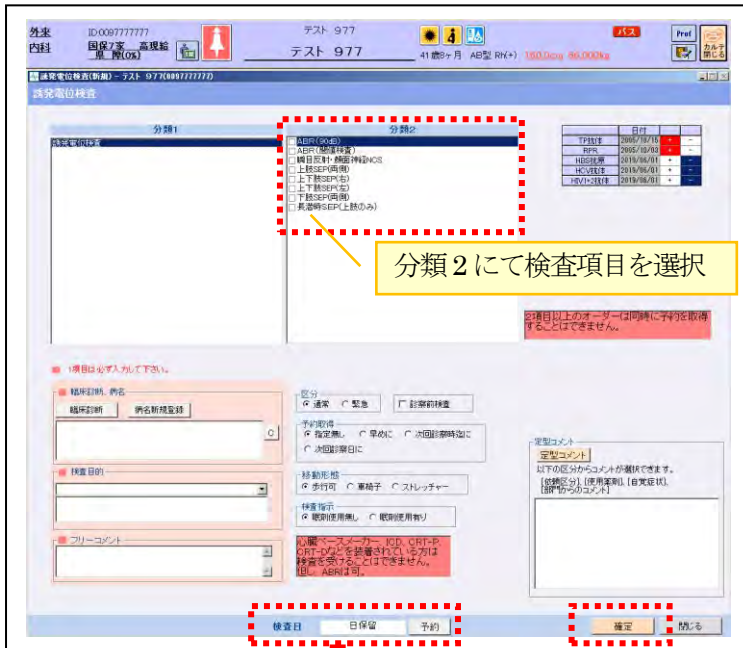 外来 ID:0097777777 テスト 977 パス Prof
内科 国保7家 高現給 テスト 977 41歳8ヶ月 AB型 Rh(+) カルテ
県 障(0%) 閉じる
誘発電位検査(新規) - テスト 977(0097777777)
誘発電位検査
分類1 分類2 日付
誘発電位検査
ABR(90dB)
ABR(閾値検査)
瞬目反射・顔面神経NCS
上肢SEP(両側)
上下肢SEP(右)
上下肢SEP(左)
下肢SEP(両側)
長潜時SEP(上肢のみ)
TP抗体 2005/10/15 + -
RPR 2005/10/03 + -
HBS抗原 2019/06/01 + -
HCV抗体 2019/06/01 + -
HIV1+2抗体 2019/06/01 + -
分類2にて検査項目を選択
2項目以上のオーダーは同時に予約を取得
することはできません。
1項目は必ず入力して下さい。
臨床診断、病名
臨床診断 病名新規登録
C
検査目的
フリーコメント
区分
通常 緊急 診察前検査
予約取得
指定無し 早めに 次回診察時迄に
次回診察日に
移動形態
歩行可 車椅子 ストレッチャー
検査指示
眠剤使用無し 眠剤使用有り
心臓ペースメーカー、ICD、CRT-P、
CRT-Dなどを装着されている方は
検査を受けることはできません。
但し、ABRは可。
定型コメント
定型コメント
以下の区分からコメントが選択できます。
[依頼区分]、[使用薬剤]、[自覚症状]、
[部門からのコメント]
検査日 日保留 予約 確定 閉じる